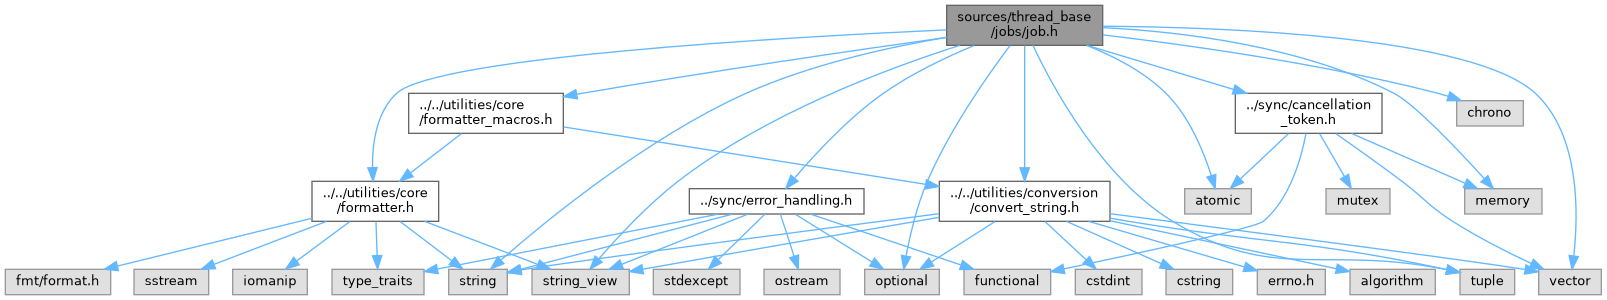 sources/thread_base
/jobs/job.h
../../utilities/core
/formatter_macros.h
../sync/cancellation
_token.h
chrono
../../utilities/core
/formatter.h
../sync/error_handling.h
../../utilities/conversion
/convert_string.h
atomic
mutex
memory
fmt/format.h
sstream
iomanip
type_traits
string
string_view
stdexcept
ostream
optional
functional
cstdint
cstring
errno.h
algorithm
tuple
vector